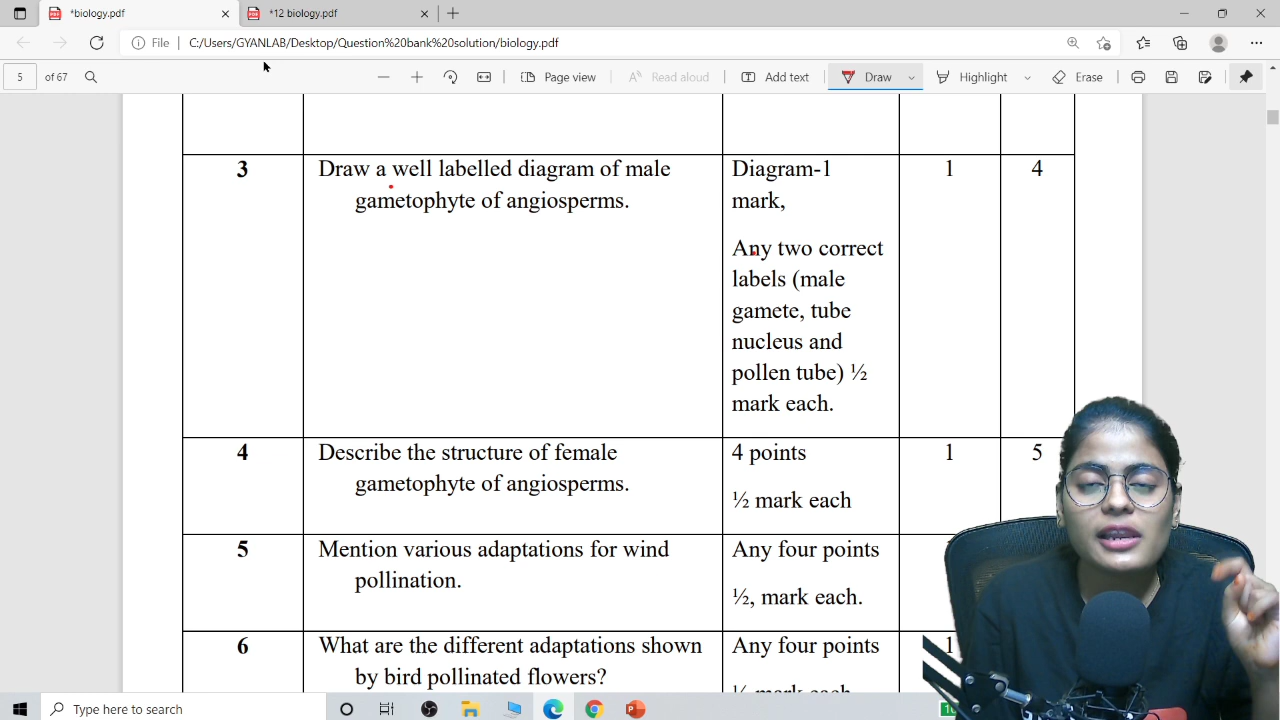 *biology.pdf
*12 biology.pdf
File
C:/Users/GYANLAB/Desktop/Question%20bank%20solution/biology.pdf
5
of 67
Page view
Read aloud
Add text
Draw
Highlight
Erase
3
Draw a well labelled diagram of male
gametophyte of angiosperms.
Diagram-1
mark,
Any two correct
labels (male
gamete, tube
nucleus and
pollen tube) ½
mark each.
1
4
4
Describe the structure of female
gametophyte of angiosperms.
4 points
½ mark each
1
5
5
Mention various adaptations for wind
pollination.
Any four points
½, mark each.
6
What are the different adaptations shown
by bird pollinated flowers?
Any four points
mark each
1
Type here to search